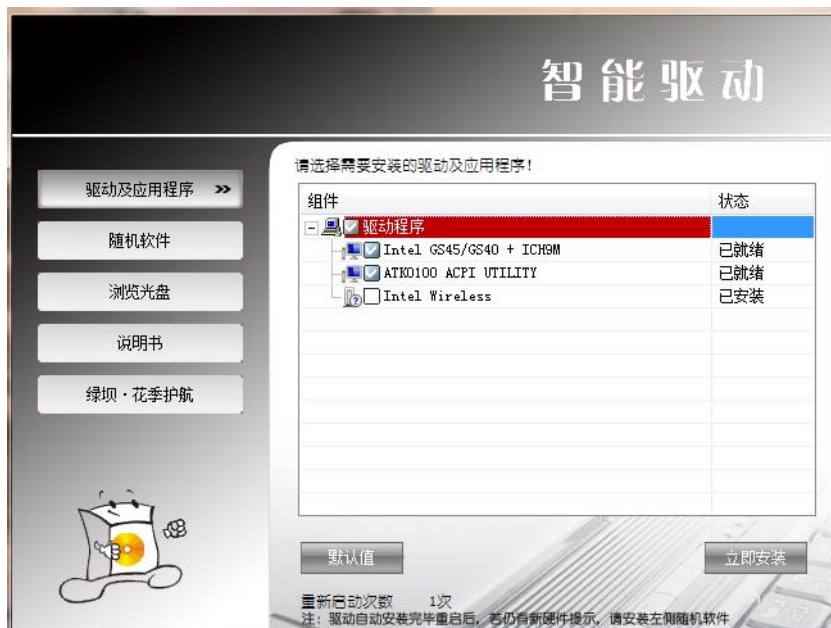 智能驱动
请选择需要安装的驱动及应用程序!
驱动及应用程序 »
随机软件
浏览光盘
说明书
绿坝·花季护航
组件 状态
驱动程序
Intel GS45/GS40 + ICH9M 已就绪
ATK0100 ACPI UTILITY 已就绪
Intel Wireless 已安装
默认值 立即安装
重新启动次数 1次
注: 驱动自动安装完毕重启后, 若仍有新硬件提示, 请安装左侧随机软件